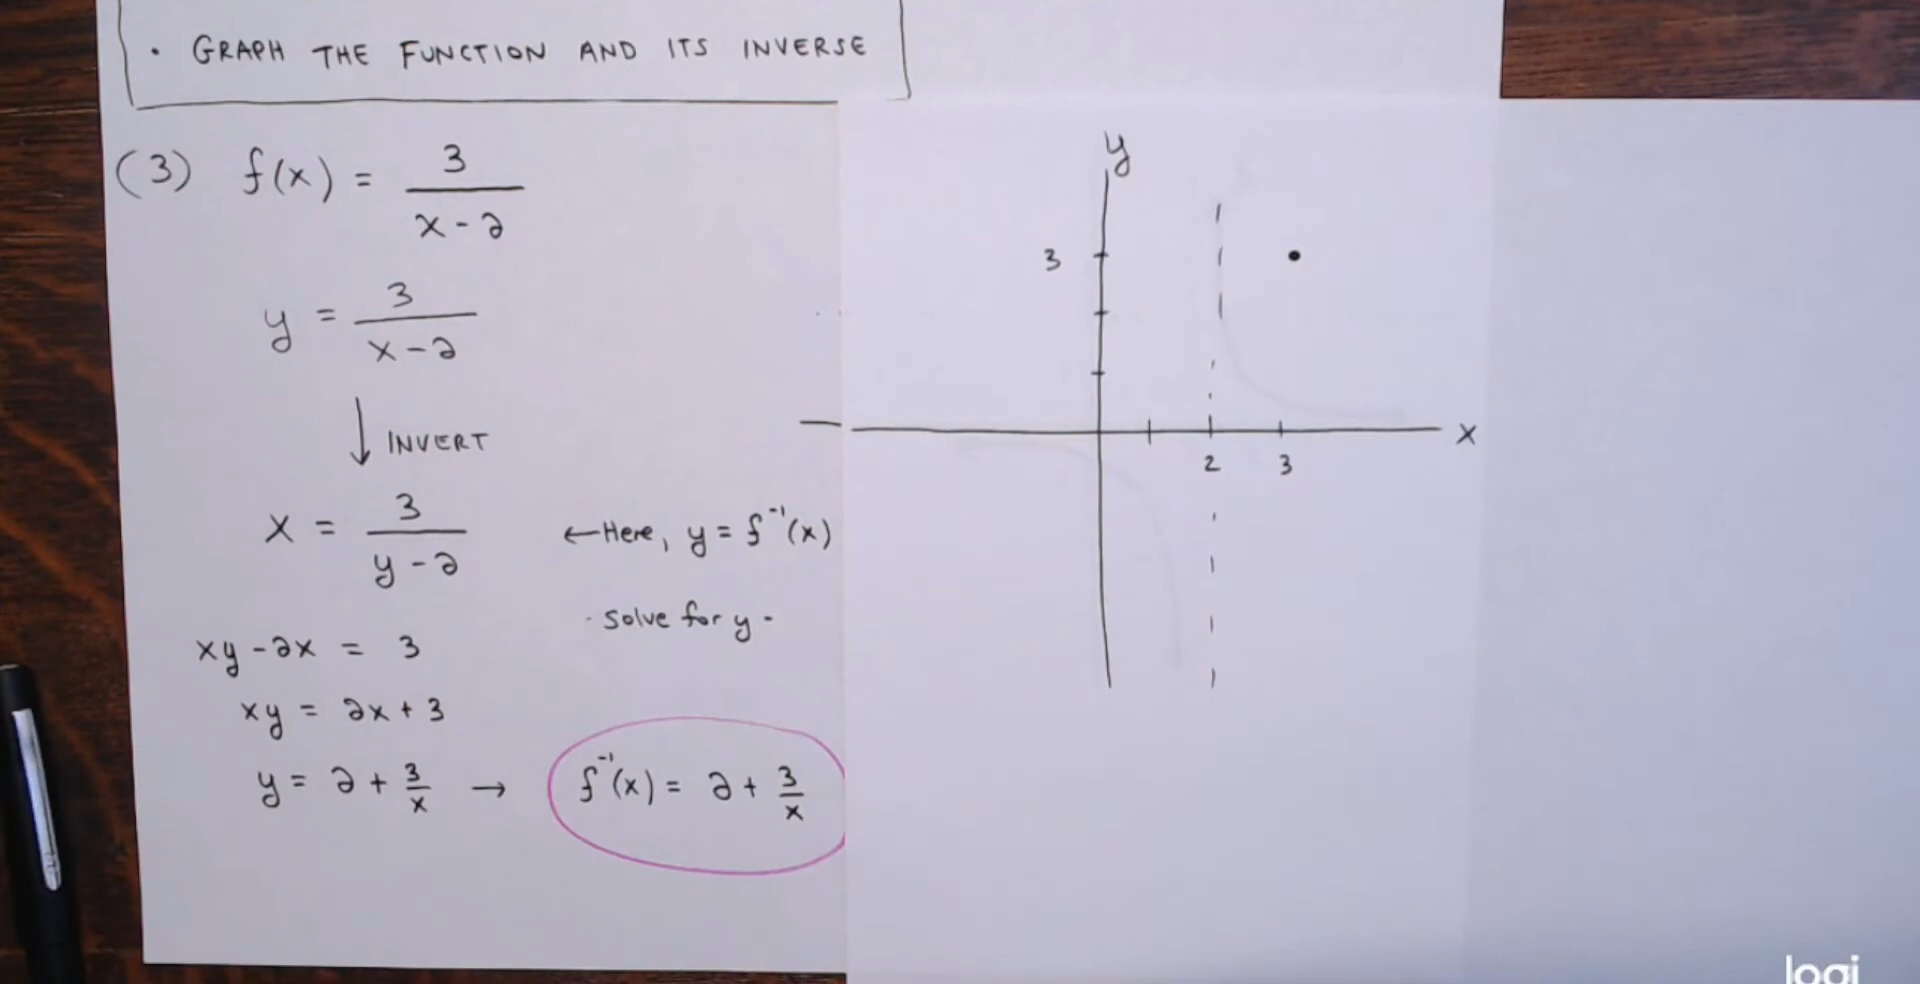 · GRAPH THE FUNCTION AND ITS INVERSE
(3) f(x) = 3/(x-2)
y = 3/(x-2)
↓ INVERT
x = 3/(y-2) ← Here, y = f⁻¹(x)
- Solve for y -
xy - 2x = 3
xy = 2x + 3
y = 2 + 3/x → f⁻¹(x) = 2 + 3/x
y
3
x
2 3
logi